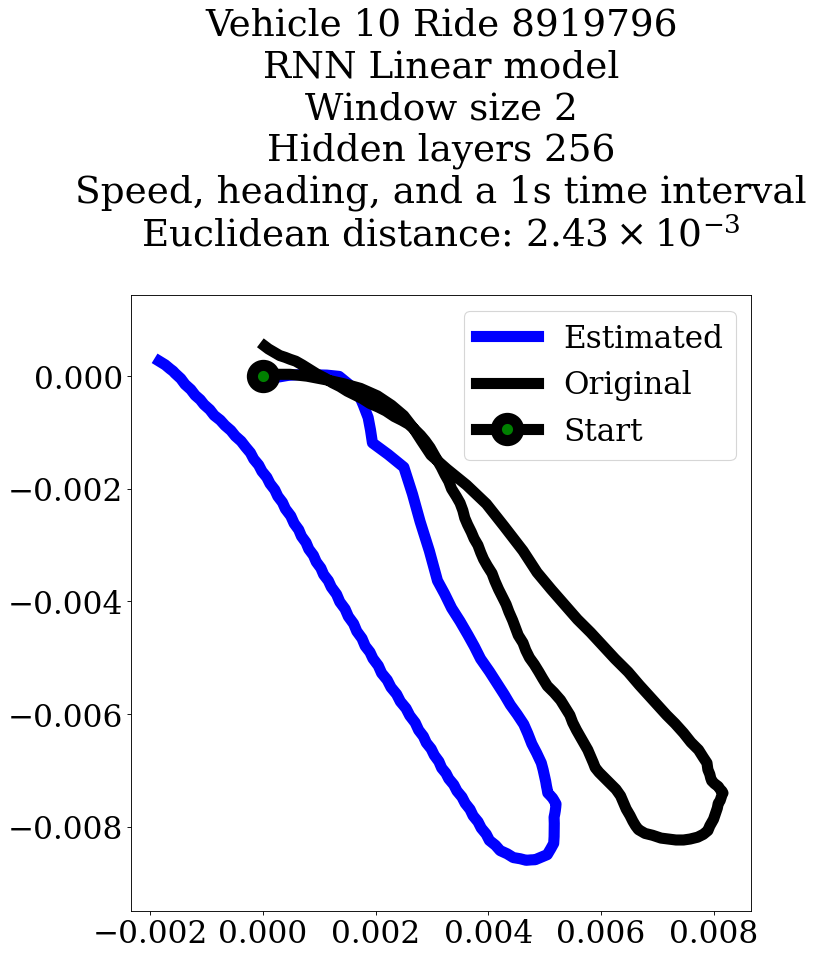 Vehicle 10 Ride 8919796
RNN Linear model
Window size 2
Hidden layers 256
Speed, heading, and a 1s time interval
Euclidean distance: 2.43 × 10⁻³
Estimated
Original
Start
0.000
−0.002
−0.004
−0.006
−0.008
−0.002 0.000 0.002 0.004 0.006 0.008